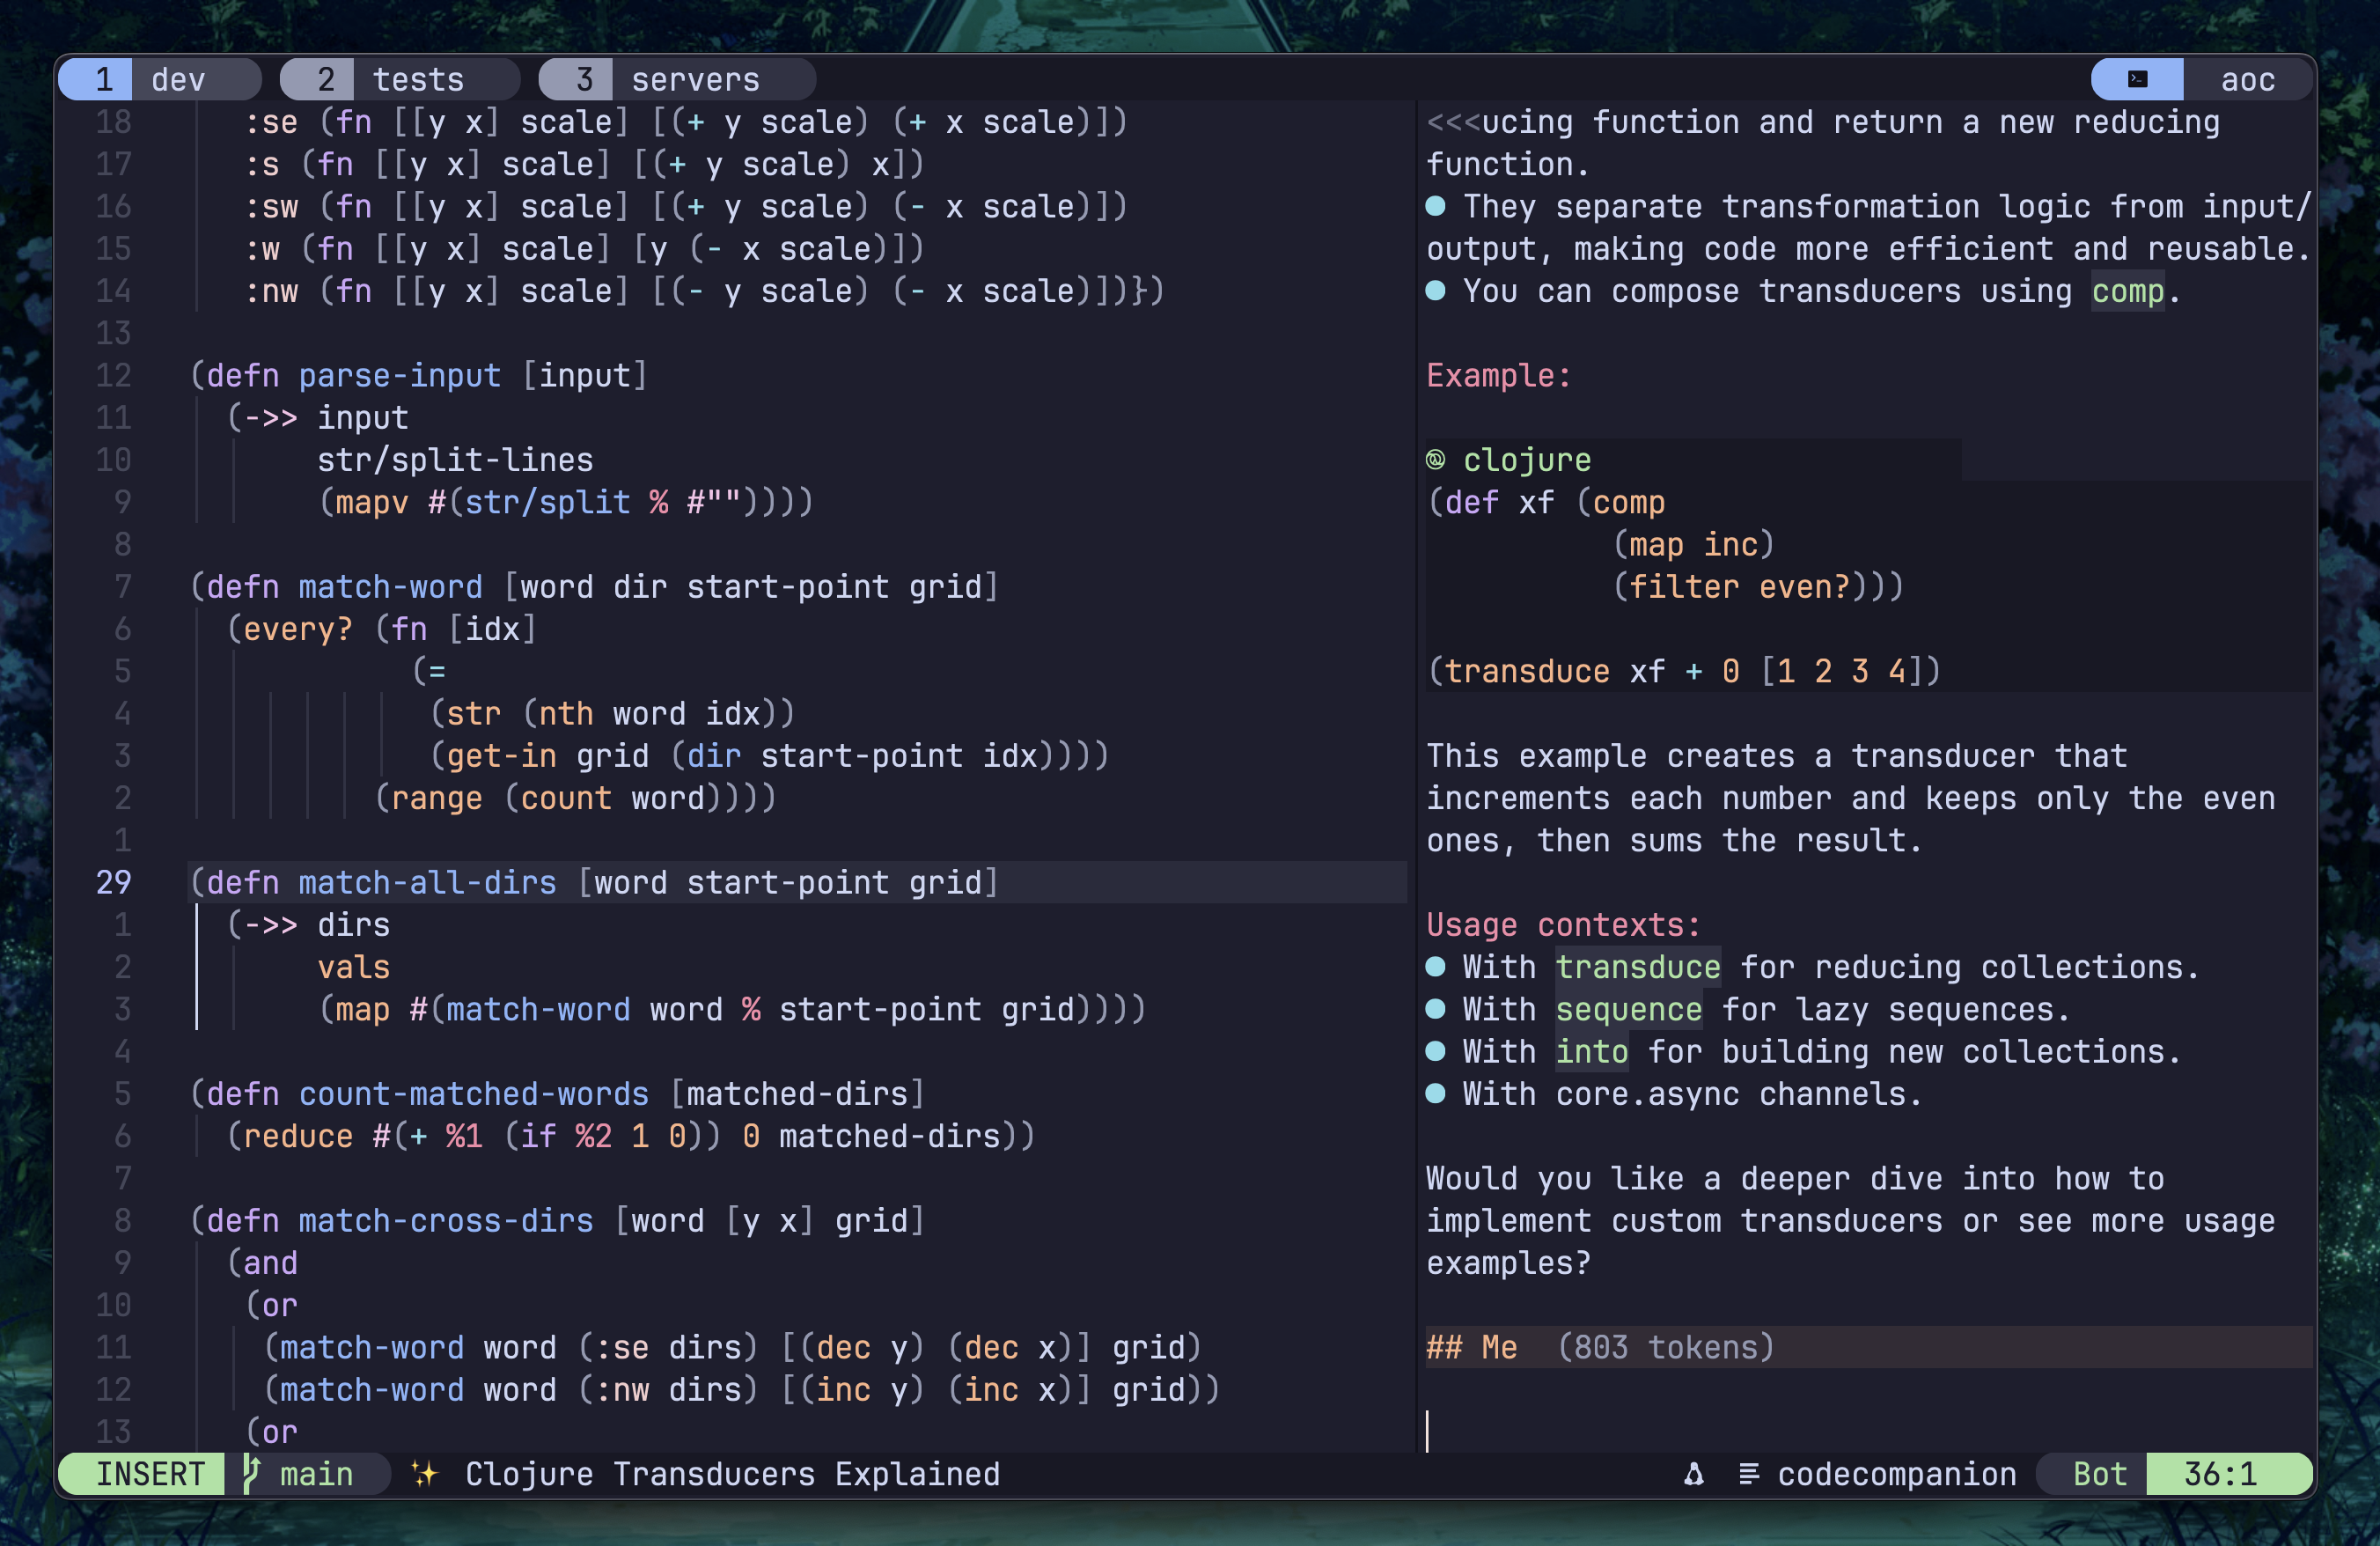 1 dev 2 tests 3 servers aoc
18 :se (fn [[y x] scale] [(+ y scale) (+ x scale)])
17 :s (fn [[y x] scale] [(+ y scale) x])
16 :sw (fn [[y x] scale] [(+ y scale) (- x scale)])
15 :w (fn [[y x] scale] [y (- x scale)])
14 :nw (fn [[y x] scale] [(- y scale) (- x scale)])})
13
12 (defn parse-input [input]
11 (->> input
10 str/split-lines
9 (mapv #(str/split % #""))))
8
7 (defn match-word [word dir start-point grid]
6 (every? (fn [idx]
5 (=
4 (str (nth word idx))
3 (get-in grid (dir start-point idx))))
2 (range (count word))))
1
29 (defn match-all-dirs [word start-point grid]
1 (->> dirs
2 vals
3 (map #(match-word word % start-point grid))))
4
5 (defn count-matched-words [matched-dirs]
6 (reduce #(+ %1 (if %2 1 0)) 0 matched-dirs))
7
8 (defn match-cross-dirs [word [y x] grid]
9 (and
10 (or
11 (match-word word (:se dirs) [(dec y) (dec x)] grid)
12 (match-word word (:nw dirs) [(inc y) (inc x)] grid))
13 (or
<<<ucing function and return a new reducing
function.
● They separate transformation logic from input/
output, making code more efficient and reusable.
● You can compose transducers using comp.
Example:
clojure
(def xf (comp
(map inc)
(filter even?)))
(transduce xf + 0 [1 2 3 4])
This example creates a transducer that
increments each number and keeps only the even
ones, then sums the result.
Usage contexts:
● With transduce for reducing collections.
● With sequence for lazy sequences.
● With into for building new collections.
● With core.async channels.
Would you like a deeper dive into how to
implement custom transducers or see more usage
examples?
## Me (803 tokens)
INSERT main ✨ Clojure Transducers Explained codecompanion Bot 36:1